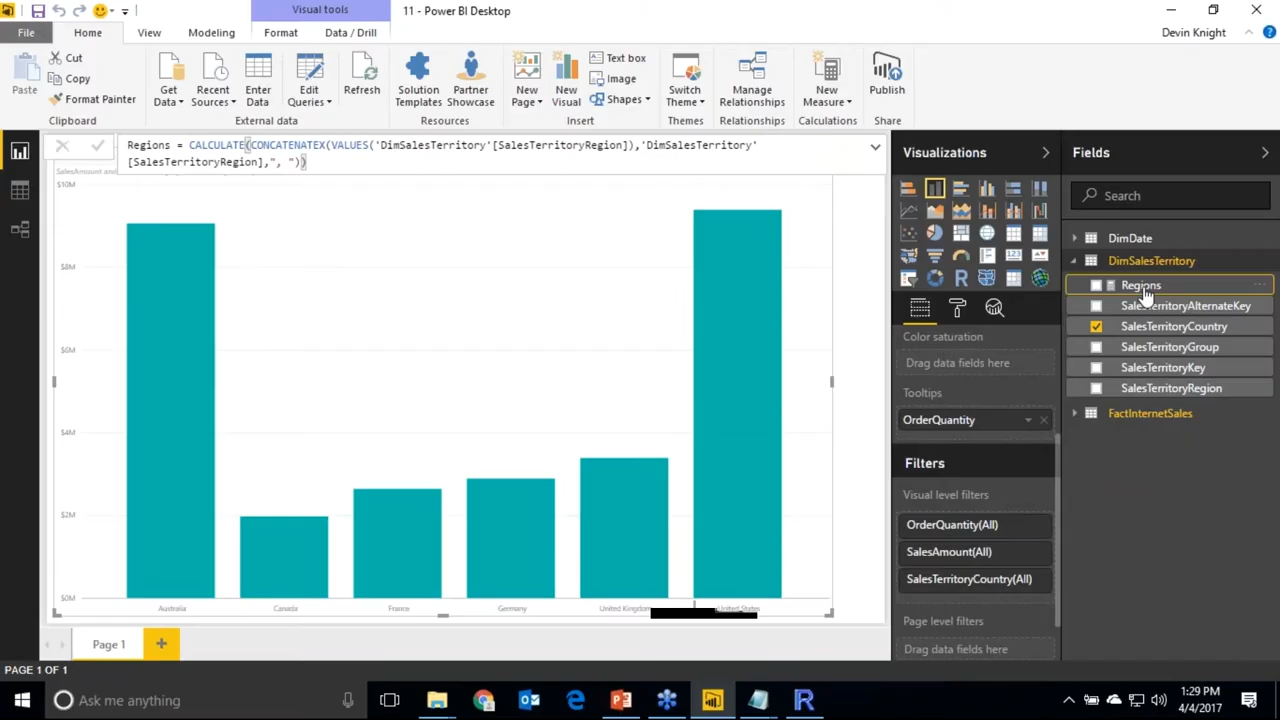 Visual tools
11 - Power BI Desktop
File
Home
View
Modeling
Format
Data / Drill
Devin Knight
Paste
Cut
Copy
Format Painter
Clipboard
Get Data
Recent Sources
Enter Data
External data
Edit Queries
Refresh
Solution Templates
Partner Showcase
Resources
New Page
New Visual
Text box
Image
Shapes
Insert
Switch Theme
Themes
Manage Relationships
Relationships
New Measure
Calculations
Publish
Share
Regions = CALCULATE(CONCATENATEX(VALUES('DimSalesTerritory'[SalesTerritoryRegion]),'DimSalesTerritory'
[SalesTerritoryRegion],", "))
SalesAmount and
$10M
$8M
$6M
$4M
$2M
$0M
Australia
Canada
France
Germany
United Kingdom
United States
Visualizations
Color saturation
Drag data fields here
Tooltips
OrderQuantity
Filters
Visual level filters
OrderQuantity(All)
SalesAmount(All)
SalesTerritoryCountry(All)
Page level filters
Drag data fields here
Fields
Search
DimDate
DimSalesTerritory
Regions
SalesTerritoryAlternateKey
SalesTerritoryCountry
SalesTerritoryGroup
SalesTerritoryKey
SalesTerritoryRegion
FactInternetSales
Page 1
PAGE 1 OF 1
Ask me anything
1:29 PM
4/4/2017